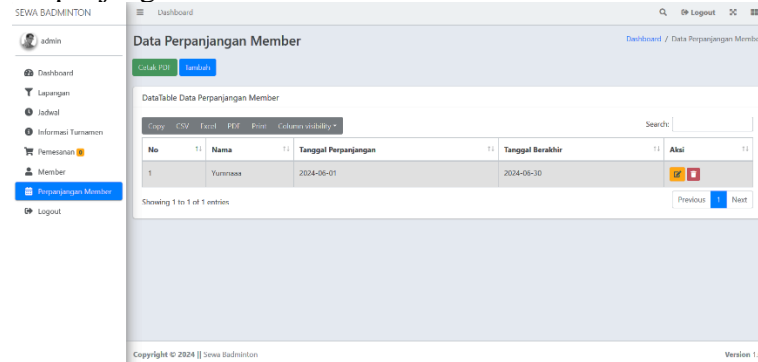 SEWA BADMINTON
Dashboard
Logout
admin
Dashboard
Lapangan
Jadwal
Informasi Turnamen
Pemesanan 0
Member
Perpanjangan Member
Logout
Data Perpanjangan Member
Dashboard / Data Perpanjangan Membe
Cetak PDF Tambah
DataTable Data Perpanjangan Member
Copy CSV Excel PDF Print Column visibility
Search:
No Nama Tanggal Perpanjangan Tanggal Berakhir Aksi
1 2024-06-01 2024-06-30
Showing 1 to 1 of 1 entries
Previous 1 Next
Copyright © 2024 || Sewa Badminton
Version 1.